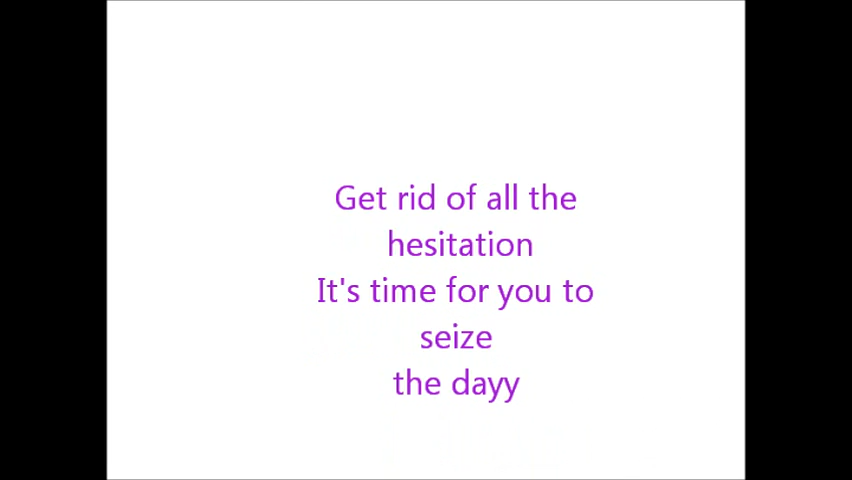 Get rid of all the
hesitation
It's time for you to
seize
the dayy